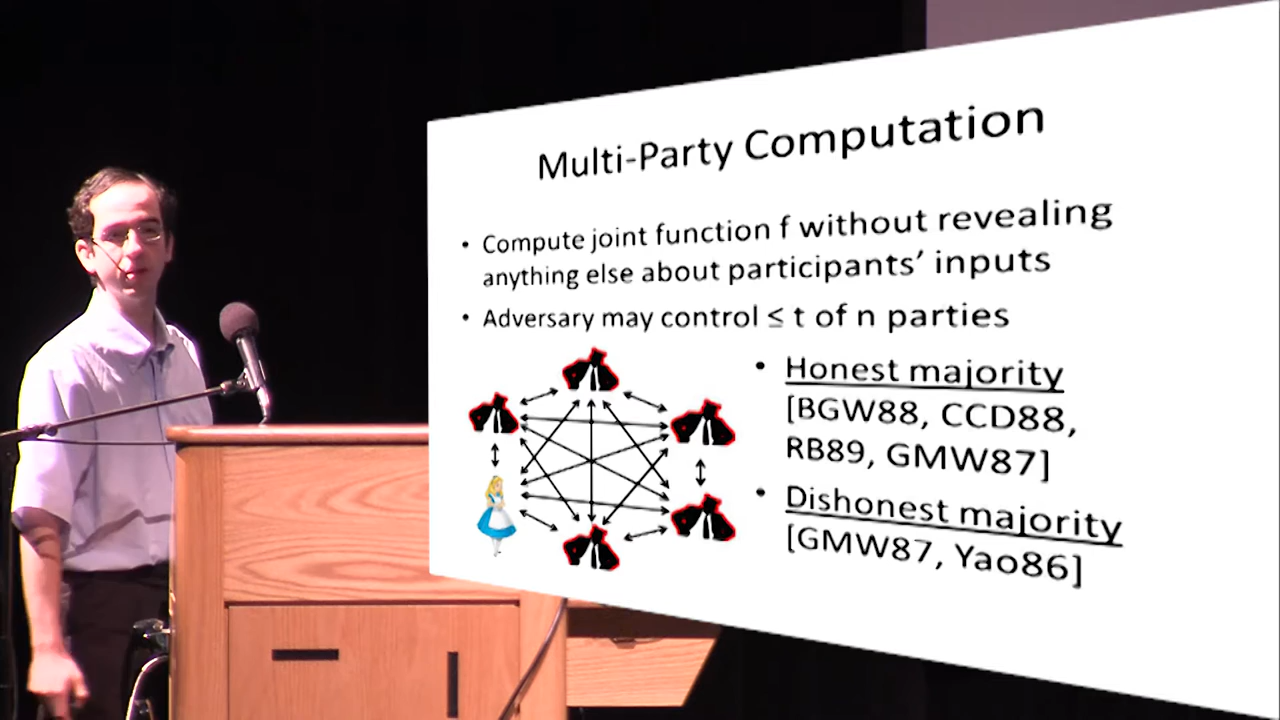 Multi-Party Computation
• Compute joint function f without revealing
anything else about participants’ inputs
• Adversary may control ≤ t of n parties
• Honest majority
[BGW88, CCD88,
RB89, GMW87]
• Dishonest majority
[GMW87, Yao86]